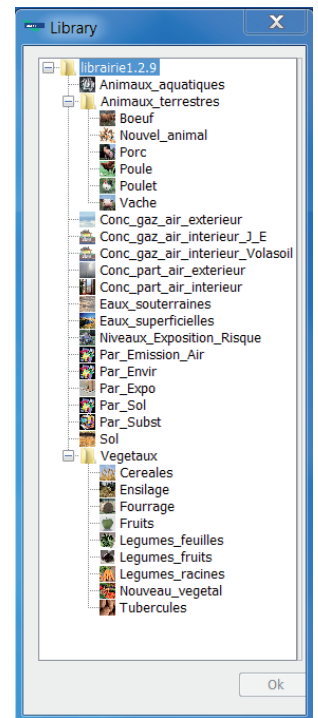 Library
X
librairie1.2.9
Animaux_aquatiques
Animaux_terrestres
Boeuf
Nouvel_animal
Porc
Poule
Poulet
Vache
Conc_gaz_air_exterieur
Conc_gaz_air_interieur_J_E
Conc_gaz_air_interieur_Volasoil
Conc_part_air_exterieur
Conc_part_air_interieur
Eaux_souterraines
Eaux_superficielles
Niveaux_Exposition_Risque
Par_Emission_Air
Par_Envir
Par_Expo
Par_Sol
Par_Subst
Sol
Vegetaux
Cereales
Ensilage
Fourrage
Fruits
Legumes_feuilles
Legumes_fruits
Legumes_racines
Nouveau_vegetal
Tubercules
Ok